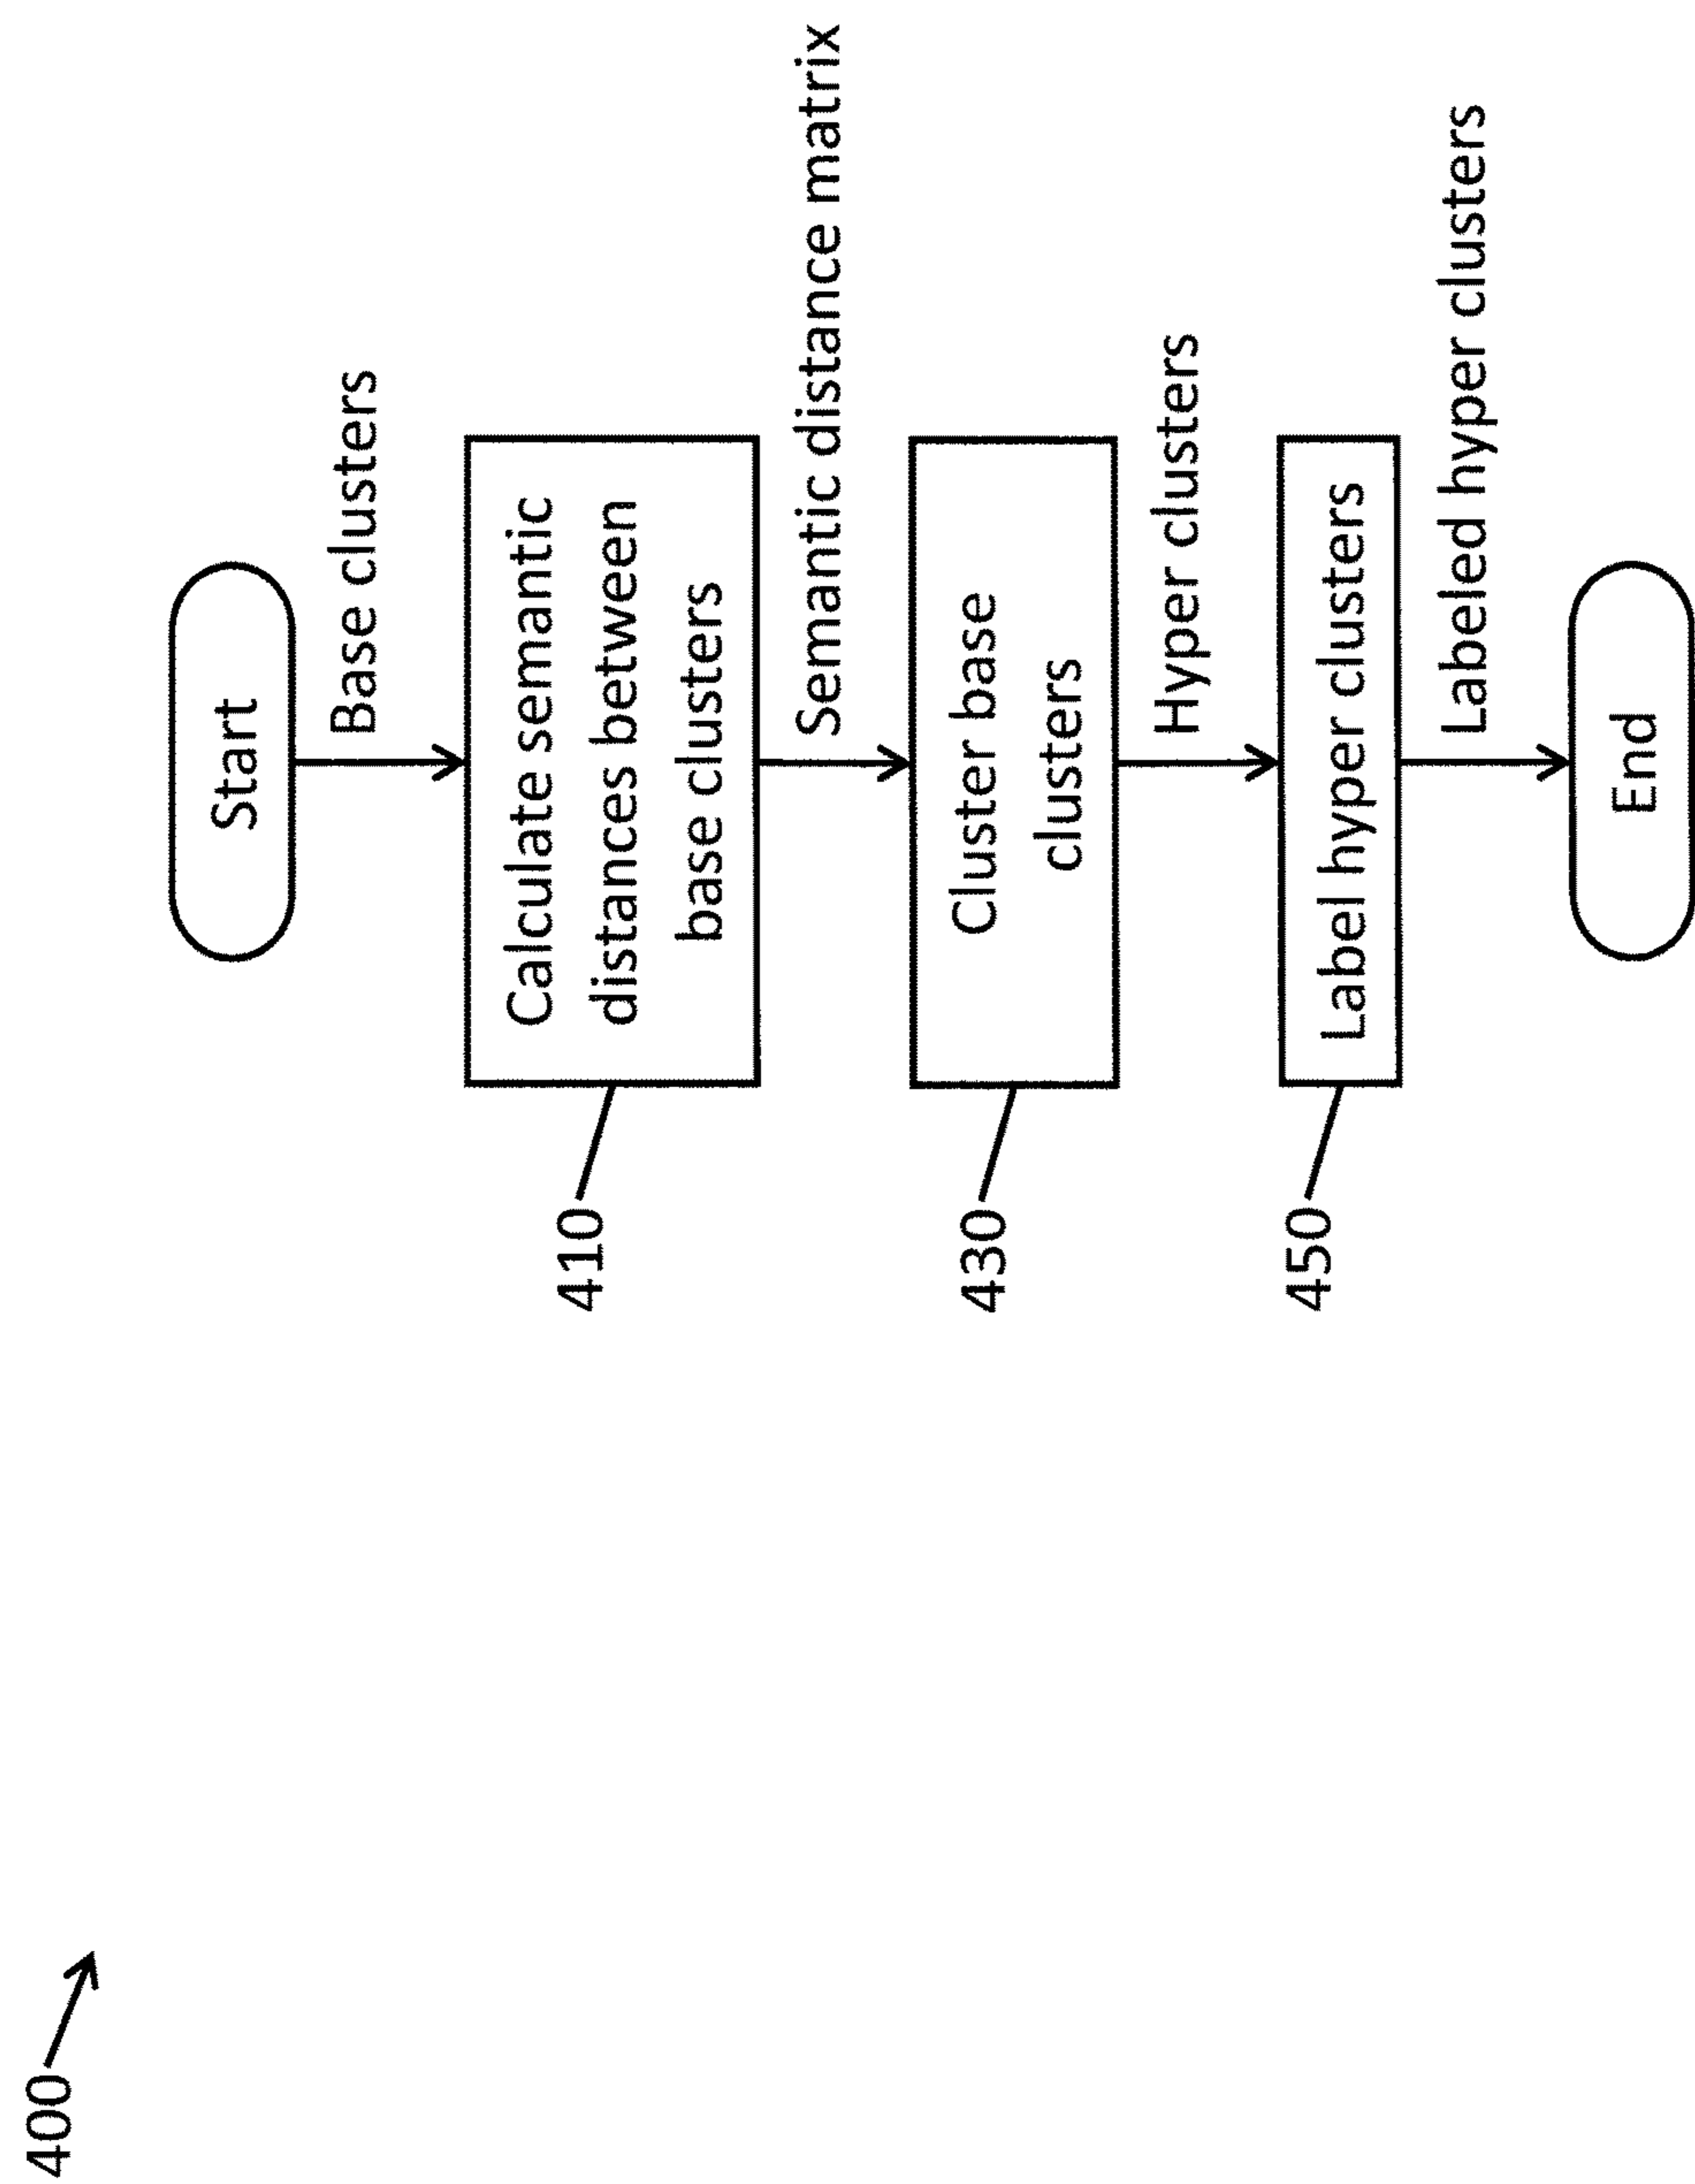 400
Start
Base clusters
410
Calculate semantic
distances between
base clusters
Semantic distance matrix
430
Cluster base
clusters
Hyper clusters
450
Label hyper clusters
Labeled hyper clusters
End